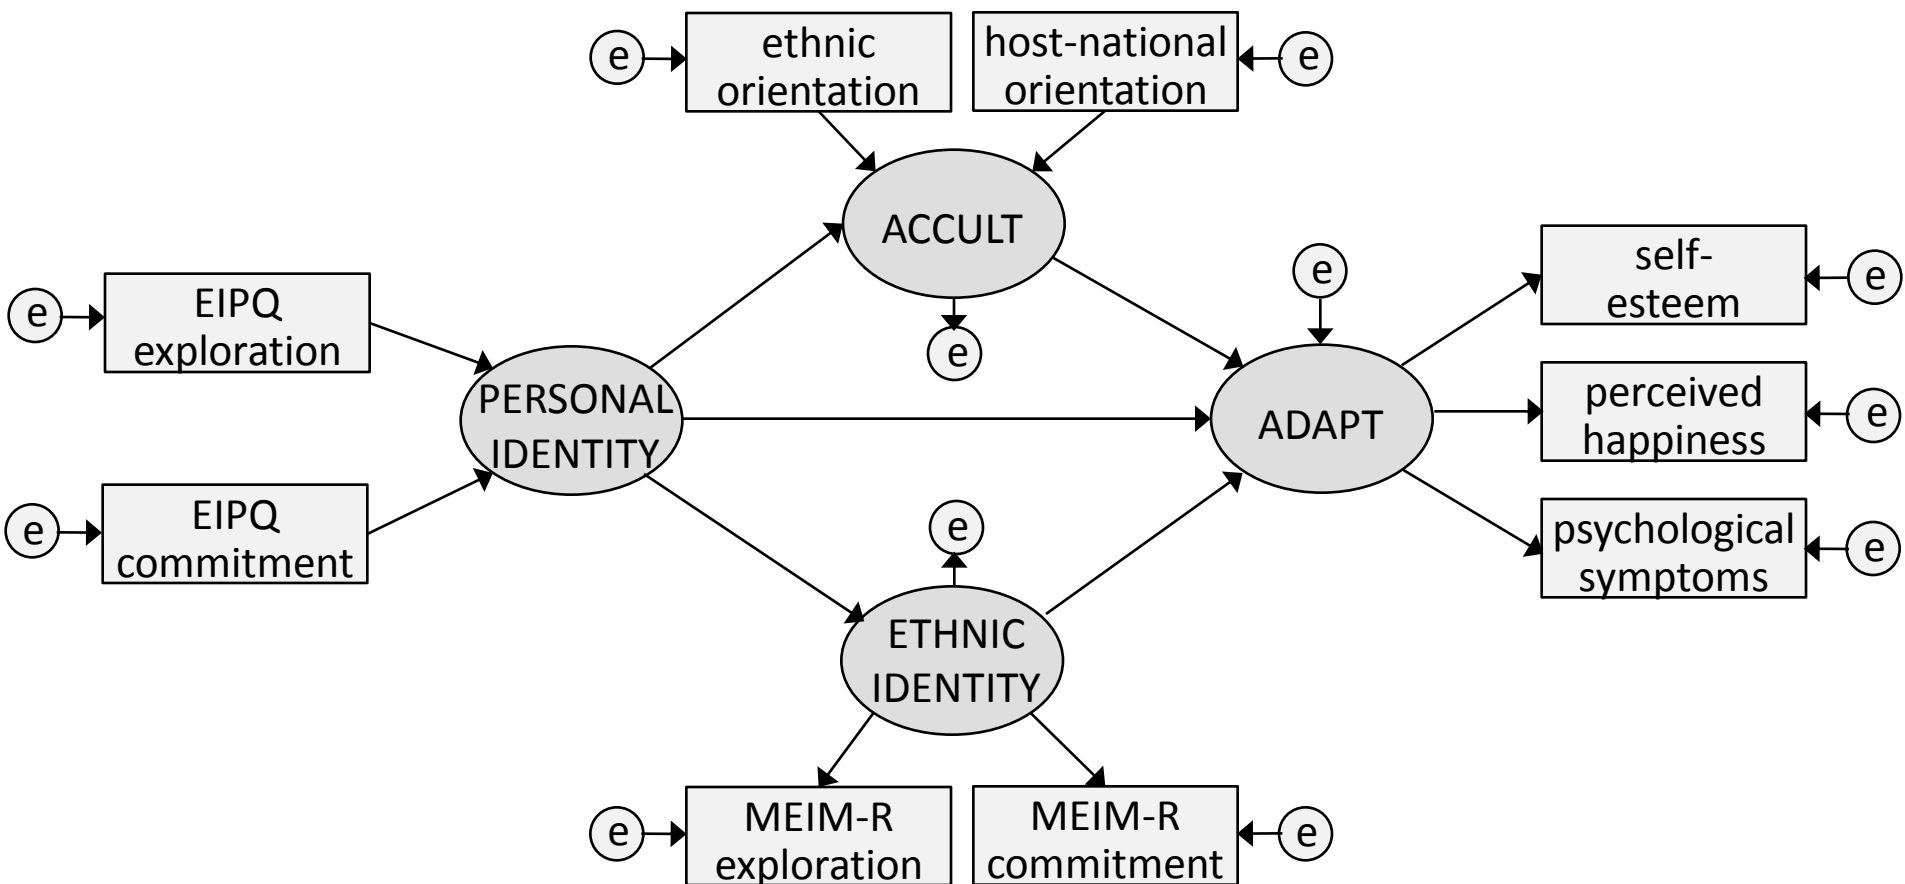 e
ethnic
orientation
host-national
orientation
e
ACCULT
e
e
EIPQ
exploration
e
EIPQ
commitment
PERSONAL
IDENTITY
e
ADAPT
self-
esteem
e
perceived
happiness
e
psychological
symptoms
e
e
ETHNIC
IDENTITY
e
MEIM-R
exploration
MEIM-R
commitment
e